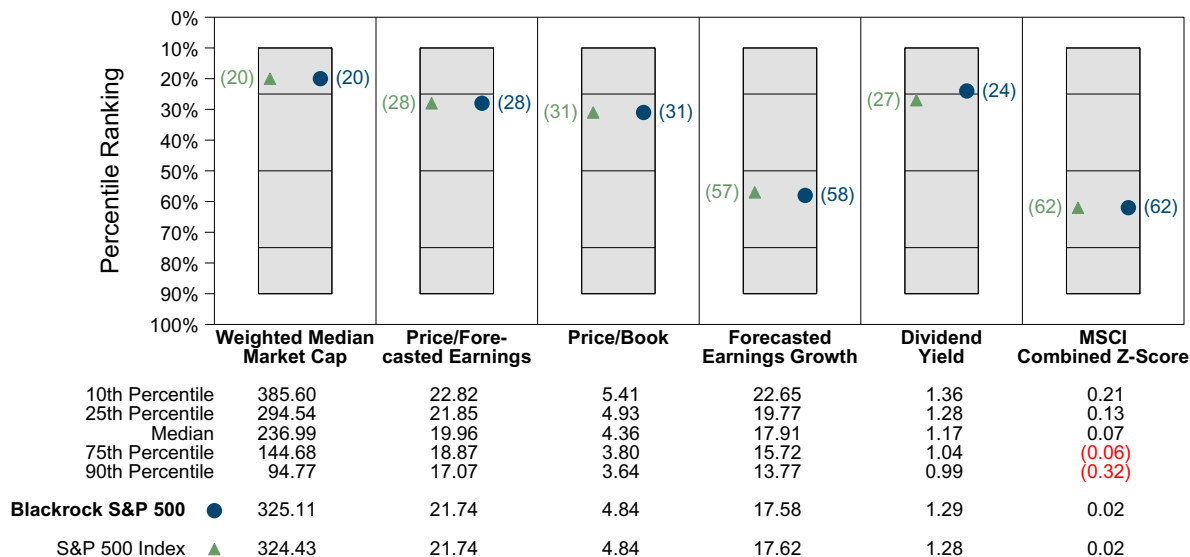 Percentile Ranking
0%
10%
20%
30%
40%
50%
60%
70%
80%
90%
100%
(20) (20)
(28) (28)
(31) (31)
(57) (58)
(27) (24)
(62) (62)
Weighted Median
Market Cap
Price/Fore-
casted Earnings
Price/Book
Forecasted
Earnings Growth
Dividend
Yield
MSCI
Combined Z-Score
10th Percentile 385.60 22.82 5.41 22.65 1.36 0.21
25th Percentile 294.54 21.85 4.93 19.77 1.28 0.13
Median 236.99 19.96 4.36 17.91 1.17 0.07
75th Percentile 144.68 18.87 3.80 15.72 1.04 (0.06)
90th Percentile 94.77 17.07 3.64 13.77 0.99 (0.32)
Blackrock S&P 500 325.11 21.74 4.84 17.58 1.29 0.02
S&P 500 Index 324.43 21.74 4.84 17.62 1.28 0.02